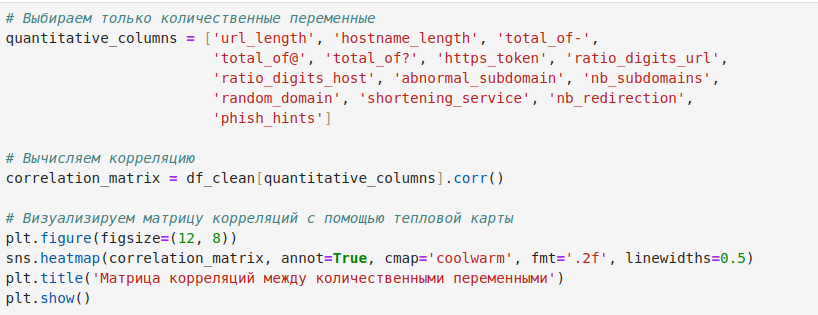 # Выбираем только количественные переменные
quantitative_columns = ['url_length', 'hostname_length', 'total_of-',
                        'total_of@', 'total_of?', 'https_token', 'ratio_digits_url',
                        'ratio_digits_host', 'abnormal_subdomain', 'nb_subdomains',
                        'random_domain', 'shortening_service', 'nb_redirection',
                        'phish_hints']
# Вычисляем корреляцию
correlation_matrix = df_clean[quantitative_columns].corr()
# Визуализируем матрицу корреляций с помощью тепловой карты
plt.figure(figsize=(12, 8))
sns.heatmap(correlation_matrix, annot=True, cmap='coolwarm', fmt='.2f', linewidths=0.5)
plt.title('Матрица корреляций между количественными переменными')
plt.show()